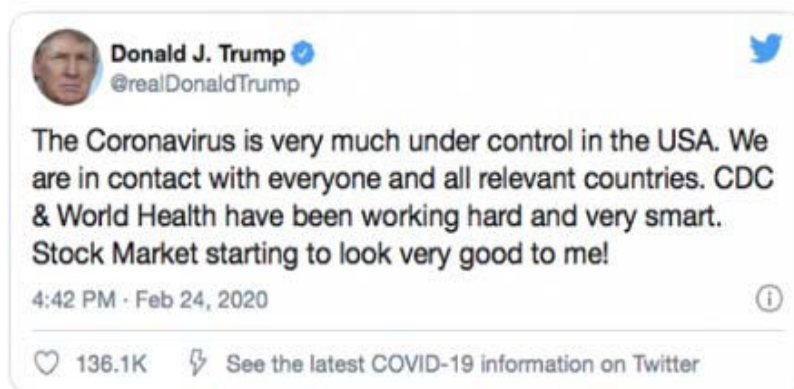 Donald J. Trump
@realDonaldTrump
The Coronavirus is very much under control in the USA. We
are in contact with everyone and all relevant countries. CDC
& World Health have been working hard and very smart.
Stock Market starting to look very good to me!
4:42 PM · Feb 24, 2020
136.1K See the latest COVID-19 information on Twitter